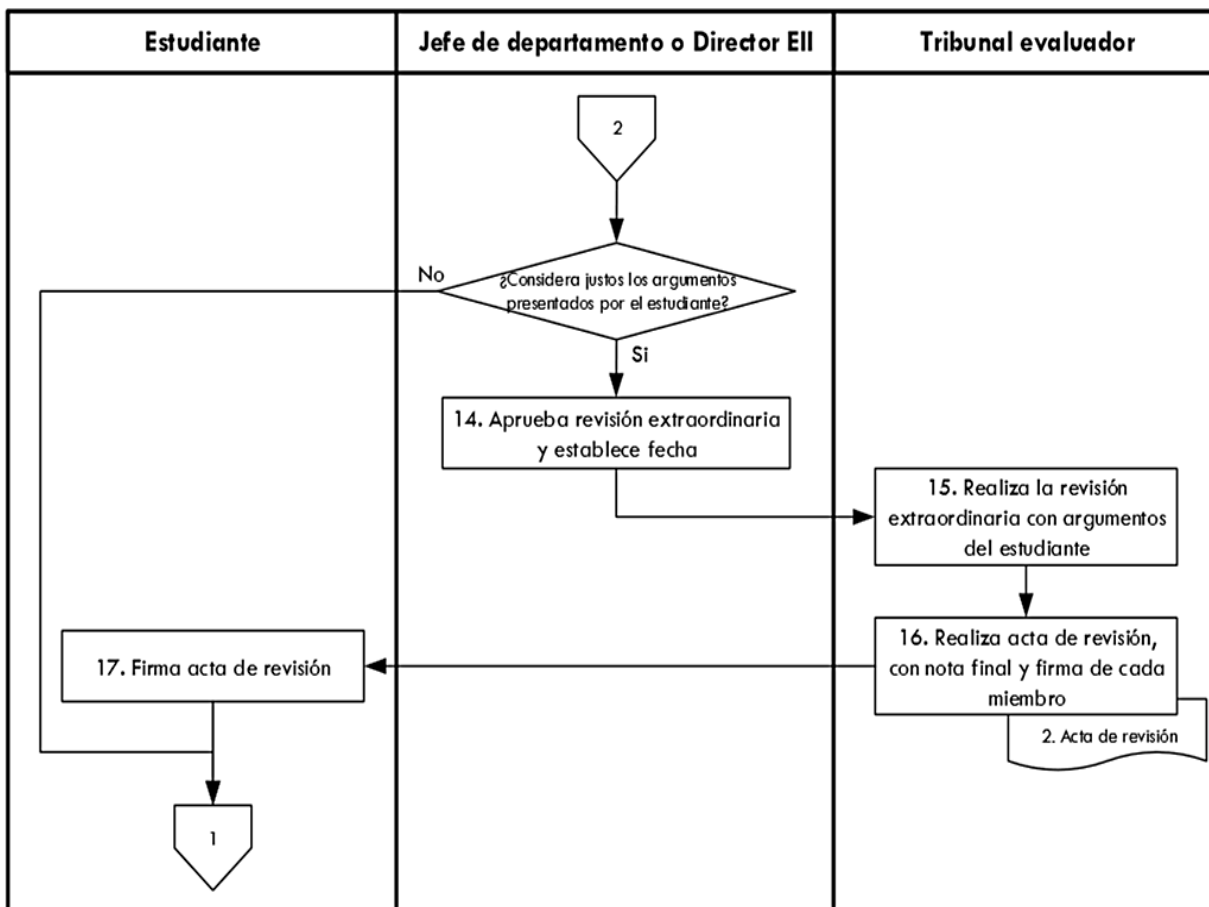 Estudiante
Jefe de departamento o Director EII
Tribunal evaluador
2
¿Considera justos los argumentos
presentados por el estudiante?
No
Si
14. Aprueba revisión extraordinaria
y establece fecha
15. Realiza la revisión
extraordinaria con argumentos
del estudiante
16. Realiza acta de revisión,
con nota final y firma de cada
miembro
2. Acta de revisión
17. Firma acta de revisión
1